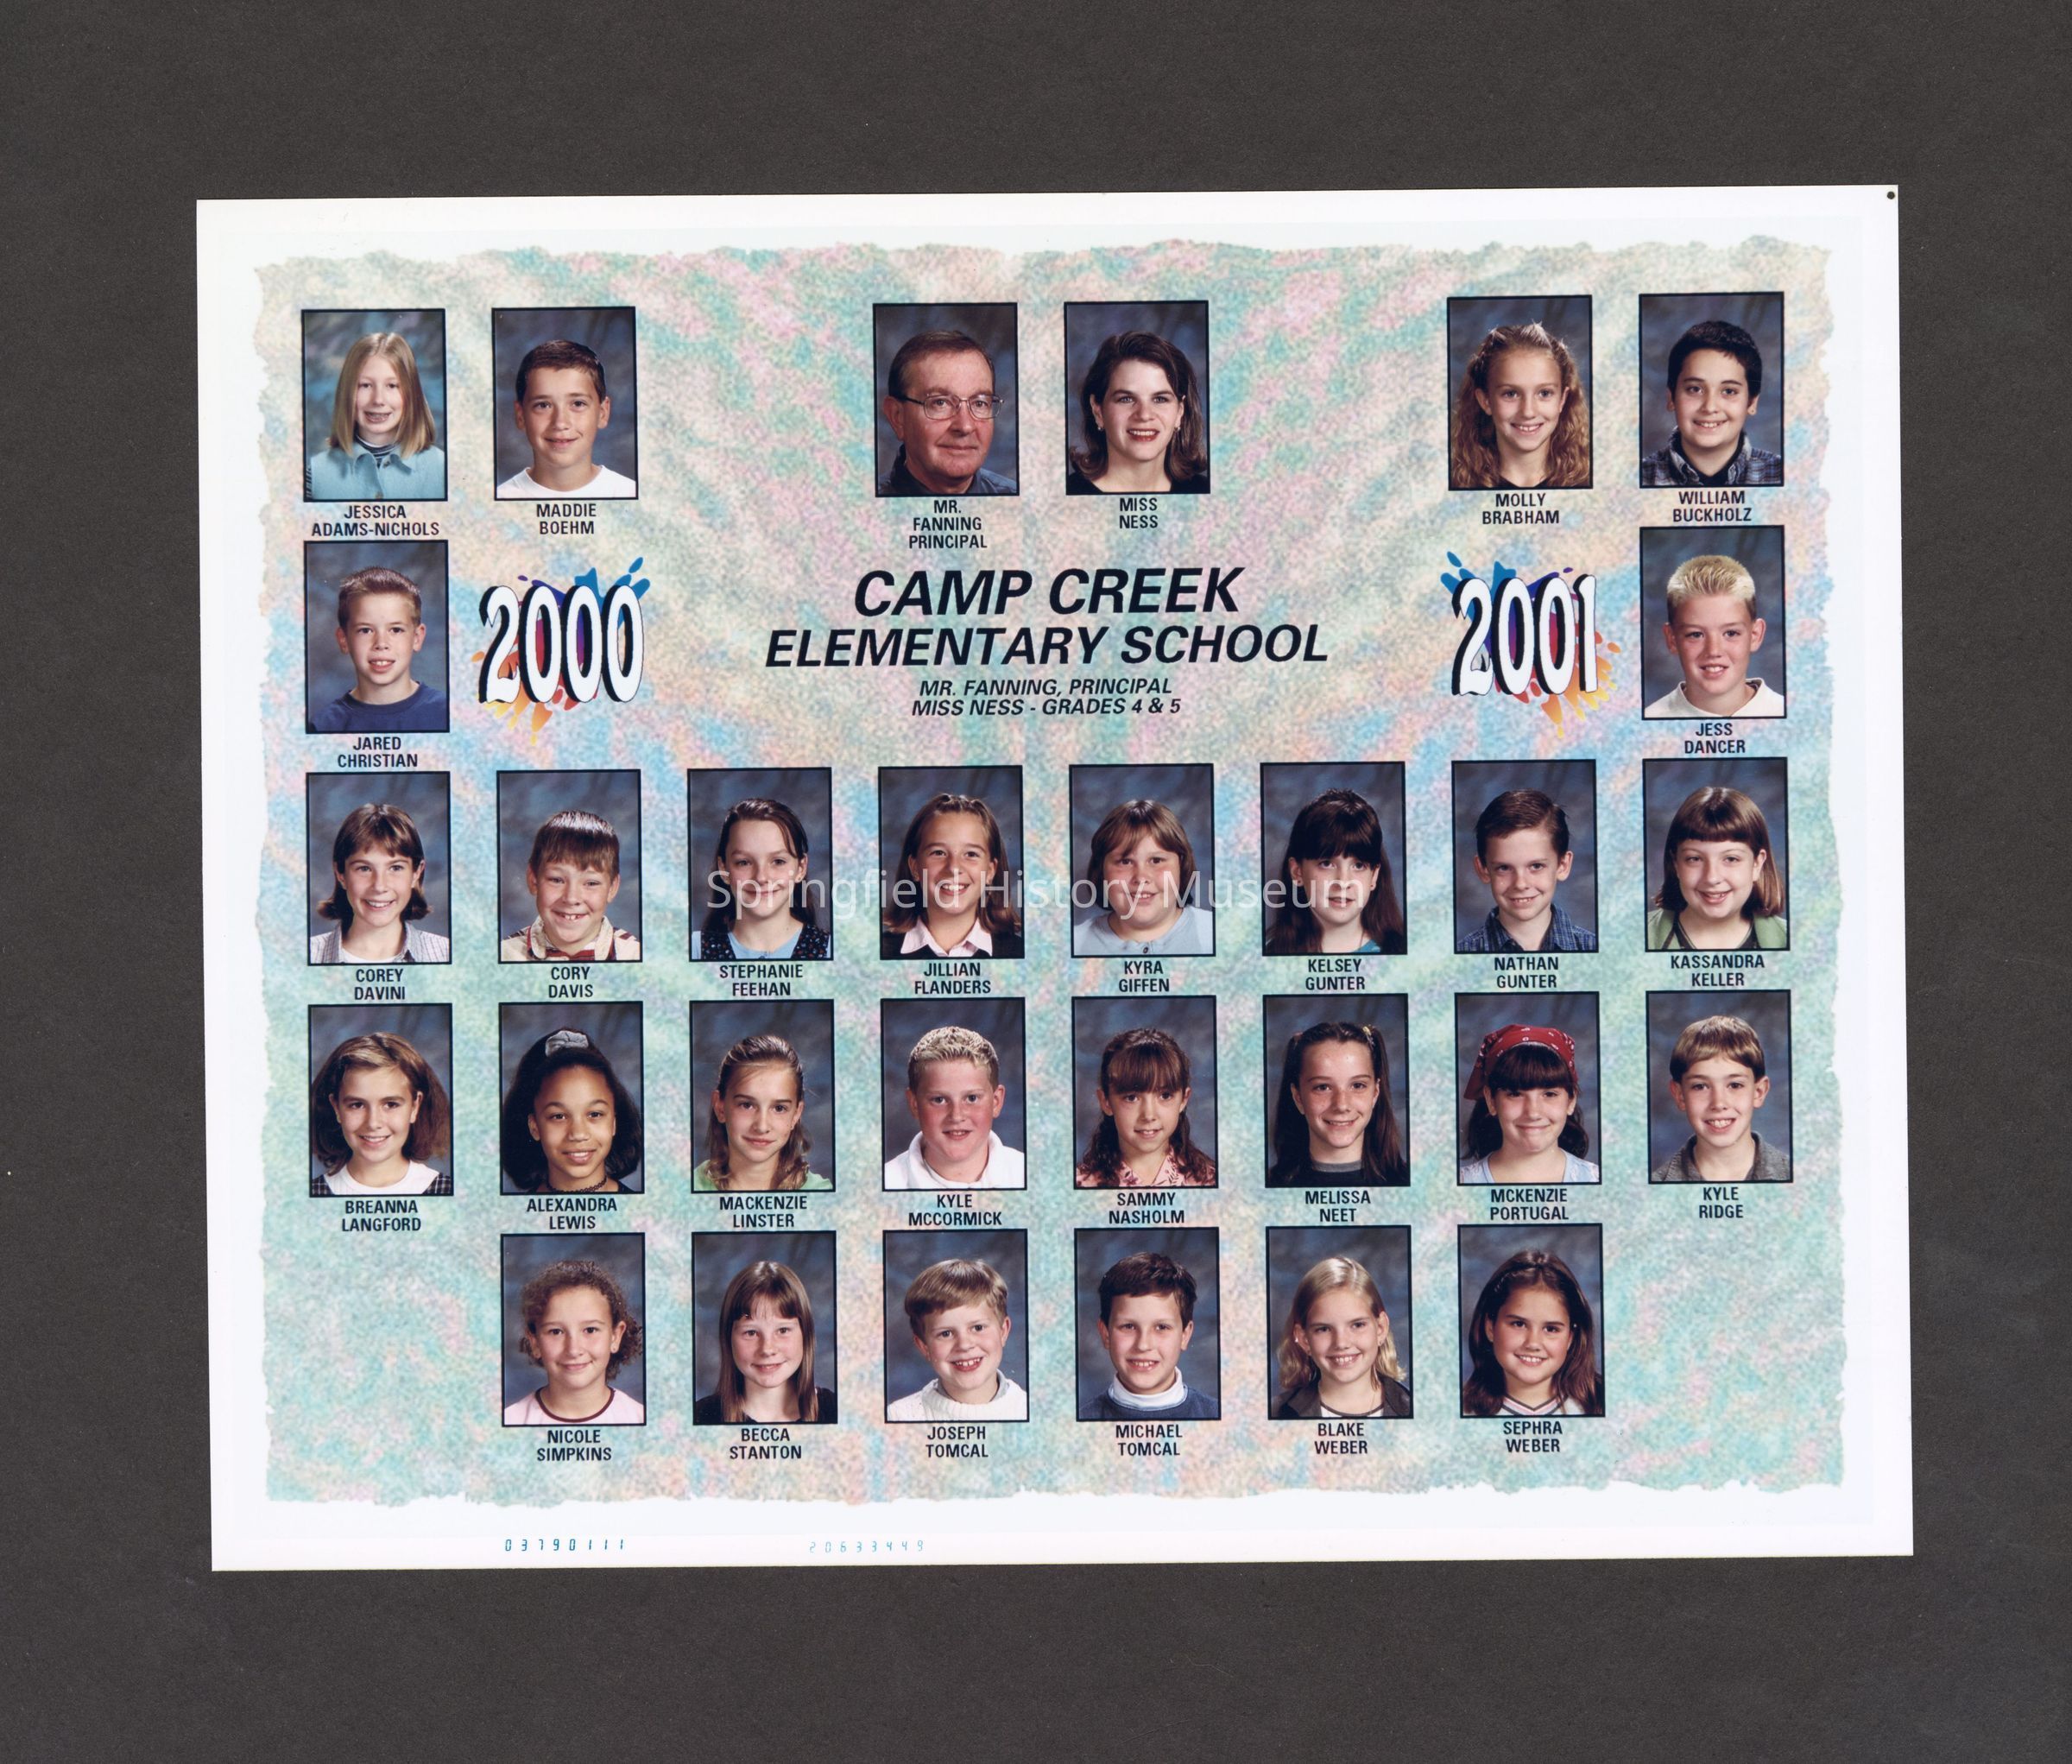 JESSICA
ADAMS-NICHOLS
MADDIE
BOEHM
MR.
FANNING
PRINCIPAL
MISS
NESS
MOLLY
BRABHAM
WILLIAM
BUCKHOLZ
JARED
CHRISTIAN
2000
CAMP CREEK
ELEMENTARY SCHOOL
MR. FANNING, PRINCIPAL
MISS NESS - GRADES 4 & 5
2001
JESS
DANCER
Springfield History Museum
COREY
DAVINI
CORY
DAVIS
STEPHANIE
FEEHAN
JILLIAN
FLANDERS
KYRA
GIFFEN
KELSEY
GUNTER
NATHAN
GUNTER
KASSANDRA
KELLER
BREANNA
LANGFORD
ALEXANDRA
LEWIS
MACKENZIE
LINSTER
KYLE
MCCORMICK
SAMMY
NASHOLM
MELISSA
NEET
MCKENZIE
PORTUGAL
KYLE
RIDGE
NICOLE
SIMPKINS
BECCA
STANTON
JOSEPH
TOMCAL
MICHAEL
TOMCAL
BLAKE
WEBER
SEPHRA
WEBER
03790111
20633449